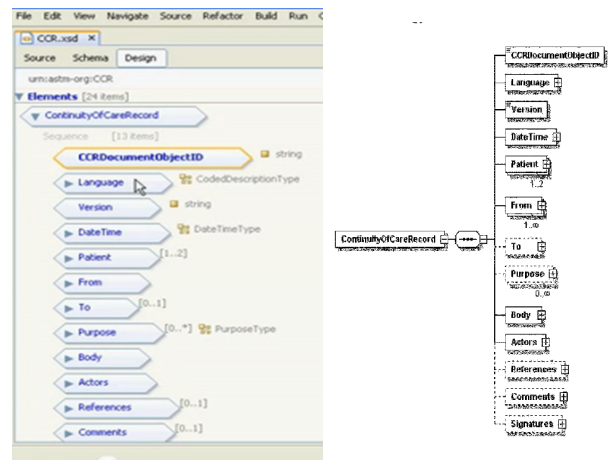 File Edit View Navigate Source Refactor Build Run
CCR.xsd ×
Source Schema Design
urn:astm-org:CCR
Elements [24 items]
ContinuityOfCareRecord
Sequence [13 items]
CCRDocumentObjectID string
Language CodedDescriptionType
Version string
DateTime DateTimeType
Patient [1..2]
From
To [0..1]
Purpose [0..*] PurposeType
Body
Actors
References [0..1]
Comments [0..1]
ContinuityOfCareRecord
CCRDocumentObjectID
Language
Version
DateTime
Patient
1..2
From
1..∞
To
Purpose
0..∞
Body
Actors
References
Comments
Signatures